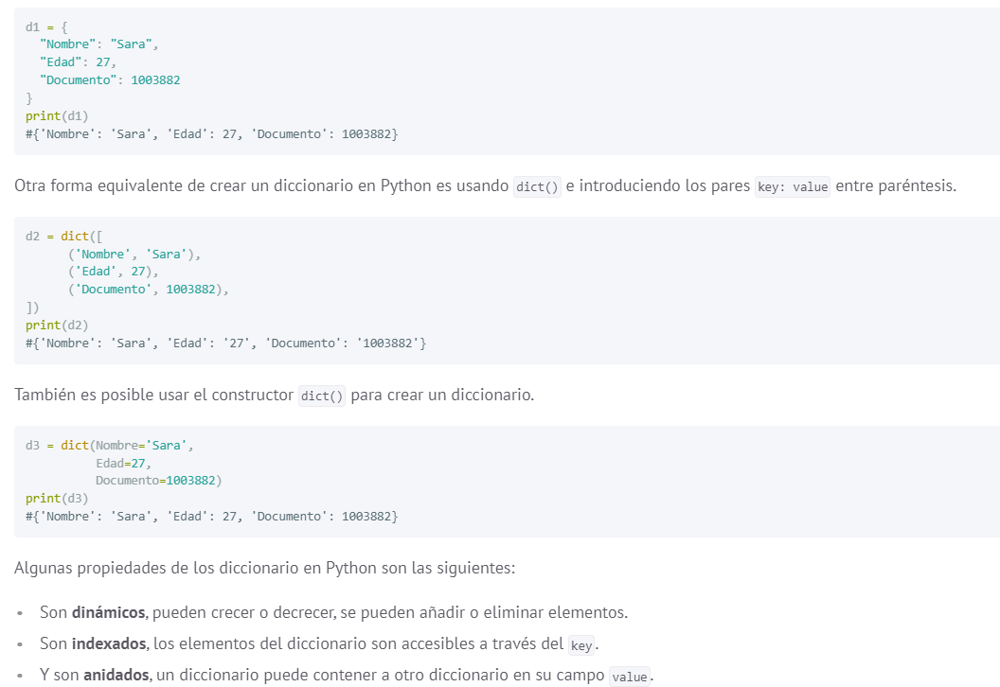 d1 = {
  "Nombre": "Sara",
  "Edad": 27,
  "Documento": 1003882
}
print(d1)
#{'Nombre': 'Sara', 'Edad': 27, 'Documento': 1003882}
Otra forma equivalente de crear un diccionario en Python es usando dict() e introduciendo los pares key: value entre paréntesis.
d2 = dict([
      ('Nombre', 'Sara'),
      ('Edad', 27),
      ('Documento', 1003882),
])
print(d2)
#{'Nombre': 'Sara', 'Edad': '27', 'Documento': '1003882'}
También es posible usar el constructor dict() para crear un diccionario.
d3 = dict(Nombre='Sara',
          Edad=27,
          Documento=1003882)
print(d3)
#{'Nombre': 'Sara', 'Edad': 27, 'Documento': 1003882}
Algunas propiedades de los diccionario en Python son las siguientes:
• Son dinámicos, pueden crecer o decrecer, se pueden añadir o eliminar elementos.
• Son indexados, los elementos del diccionario son accesibles a través del key.
• Y son anidados, un diccionario puede contener a otro diccionario en su campo value.